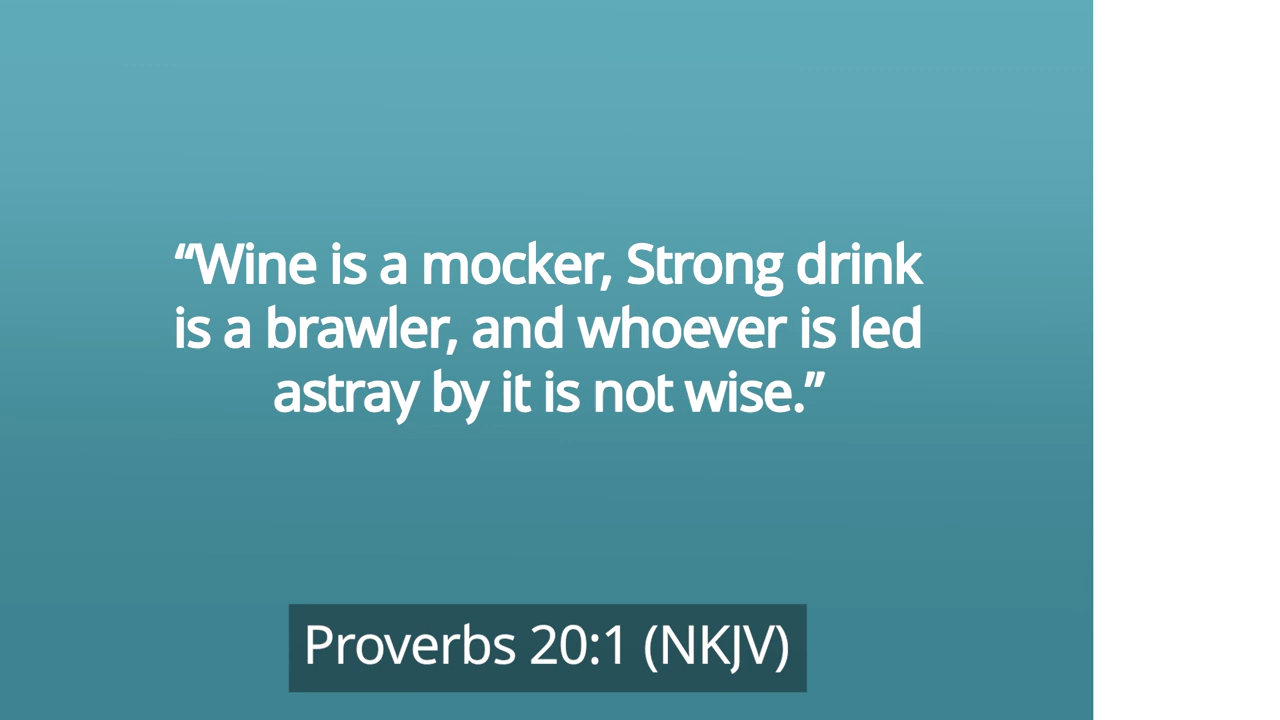 “Wine is a mocker, Strong drink
is a brawler, and whoever is led
astray by it is not wise.”
Proverbs 20:1 (NKJV)